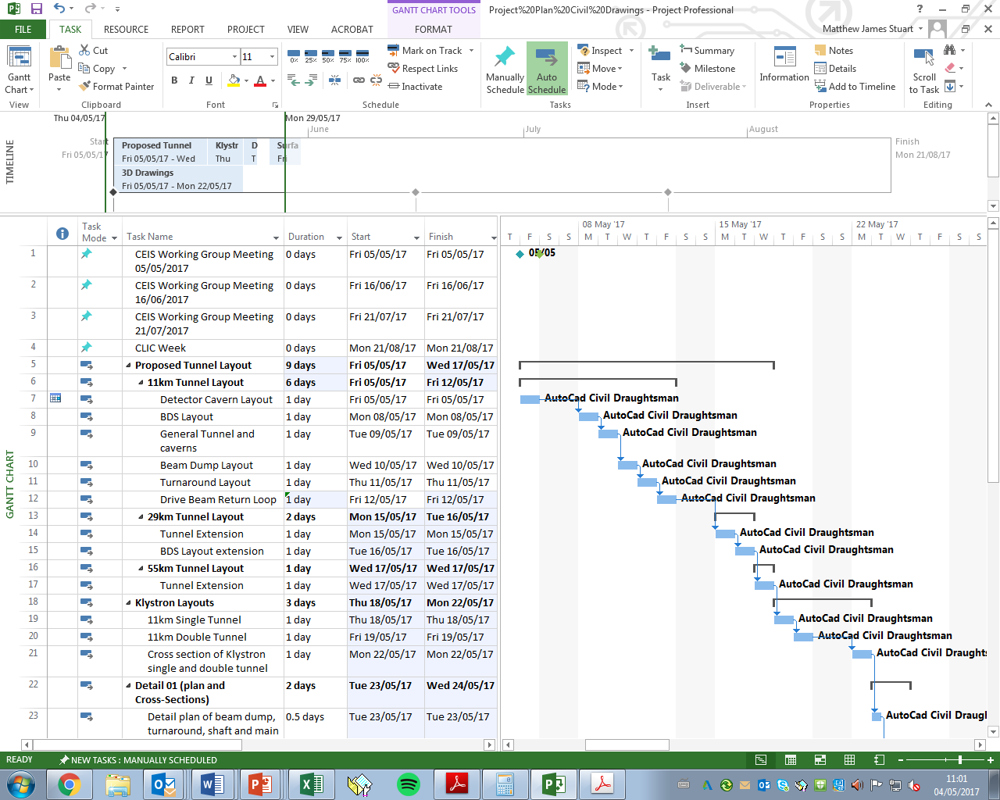 GANTT CHART TOOLS
Project%20Plan%20Civil%20Drawings - Project Professional
FILE TASK RESOURCE REPORT PROJECT VIEW ACROBAT FORMAT
Matthew James Stuart
Gantt Chart
View
Paste
Cut
Copy
Format Painter
Clipboard
Calibri 11
B I U A
Font
0% 25% 50% 75% 100%
Mark on Track
Respect Links
Inactivate
Schedule
Manually Schedule
Auto Schedule
Inspect
Move
Mode
Tasks
Task
Summary
Milestone
Deliverable
Insert
Information
Notes
Details
Add to Timeline
Properties
Scroll to Task
Editing
TIMELINE
Thu 04/05/17
Mon 29/05/17
June July August
Start
Fri 05/05/17
Proposed Tunnel
Fri 05/05/17 - Wed
Klystr
Thu
D
T
Surfa
Fri
3D Drawings
Fri 05/05/17 - Mon 22/05/17
Finish
Mon 21/08/17
GANTT CHART
Task Mode Task Name Duration Start Finish
08 May '17 15 May '17 22 May '17
T F S S M T W T F S S M T W T F S S M T W T F S S
1 CEIS Working Group Meeting 05/05/2017 0 days Fri 05/05/17 Fri 05/05/17
05/05
2 CEIS Working Group Meeting 16/06/2017 0 days Fri 16/06/17 Fri 16/06/17
3 CEIS Working Group Meeting 21/07/2017 0 days Fri 21/07/17 Fri 21/07/17
4 CLIC Week 0 days Mon 21/08/17 Mon 21/08/17
5 Proposed Tunnel Layout 9 days Fri 05/05/17 Wed 17/05/17
6 11km Tunnel Layout 6 days Fri 05/05/17 Fri 12/05/17
7 Detector Cavern Layout 1 day Fri 05/05/17 Fri 05/05/17 AutoCad Civil Draughtsman
8 BDS Layout 1 day Mon 08/05/17 Mon 08/05/17 AutoCad Civil Draughtsman
9 General Tunnel and caverns 1 day Tue 09/05/17 Tue 09/05/17 AutoCad Civil Draughtsman
10 Beam Dump Layout 1 day Wed 10/05/17 Wed 10/05/17 AutoCad Civil Draughtsman
11 Turnaround Layout 1 day Thu 11/05/17 Thu 11/05/17 AutoCad Civil Draughtsman
12 Drive Beam Return Loop 1 day Fri 12/05/17 Fri 12/05/17 AutoCad Civil Draughtsman
13 29km Tunnel Layout 2 days Mon 15/05/17 Tue 16/05/17
14 Tunnel Extension 1 day Mon 15/05/17 Mon 15/05/17 AutoCad Civil Draughtsman
15 BDS Layout extension 1 day Tue 16/05/17 Tue 16/05/17 AutoCad Civil Draughtsman
16 55km Tunnel Layout 1 day Wed 17/05/17 Wed 17/05/17
17 Tunnel Extension 1 day Wed 17/05/17 Wed 17/05/17 AutoCad Civil Draughtsman
18 Klystron Layouts 3 days Thu 18/05/17 Mon 22/05/17
19 11km Single Tunnel 1 day Thu 18/05/17 Thu 18/05/17 AutoCad Civil Draughtsman
20 11km Double Tunnel 1 day Fri 19/05/17 Fri 19/05/17 AutoCad Civil Draughtsman
21 Cross section of Klystron single and double tunnel 1 day Mon 22/05/17 Mon 22/05/17 AutoCad Civil Draughts
22 Detail 01 (plan and Cross-Sections) 2 days Tue 23/05/17 Wed 24/05/17
23 Detail plan of beam dump, turnaround, shaft and main 0.5 days Tue 23/05/17 Tue 23/05/17 AutoCad Civil Draugl
READY NEW TASKS : MANUALLY SCHEDULED
11:01
04/05/2017